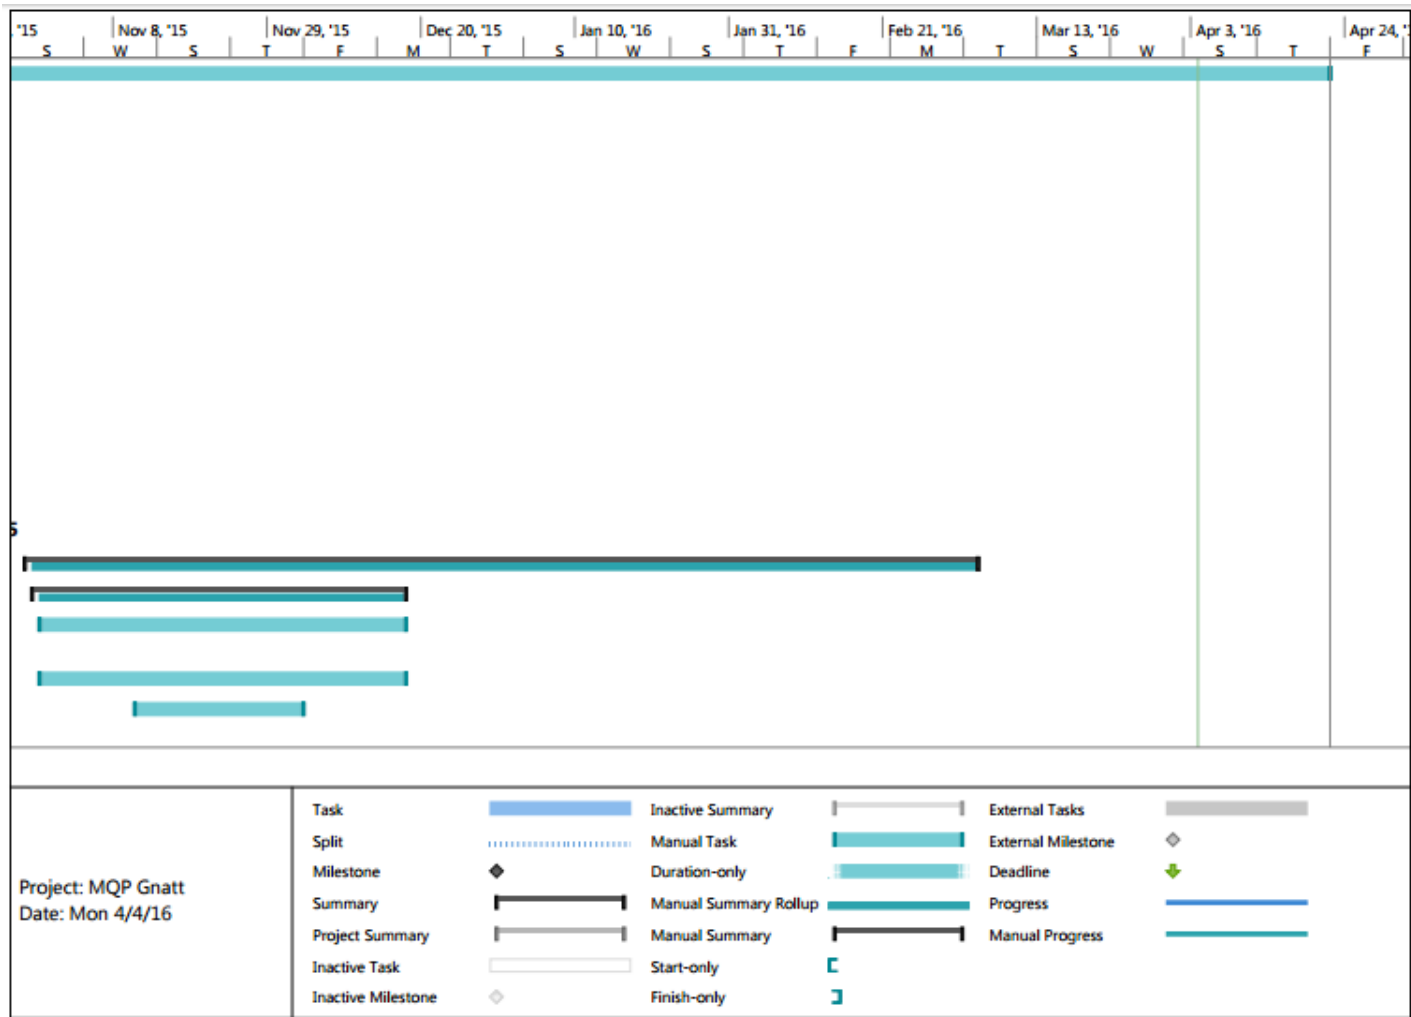 , '15 Nov 8, '15 Nov 29, '15 Dec 20, '15 Jan 10, '16 Jan 31, '16 Feb 21, '16 Mar 13, '16 Apr 3, '16 Apr 24, '
S W S T F M T S W S T F M T S W S T F
Task Inactive Summary External Tasks
Split Manual Task External Milestone
Milestone Duration-only Deadline
Project: MQP Gnatt
Date: Mon 4/4/16
Summary Manual Summary Rollup Progress
Project Summary Manual Summary Manual Progress
Inactive Task Start-only
Inactive Milestone Finish-only